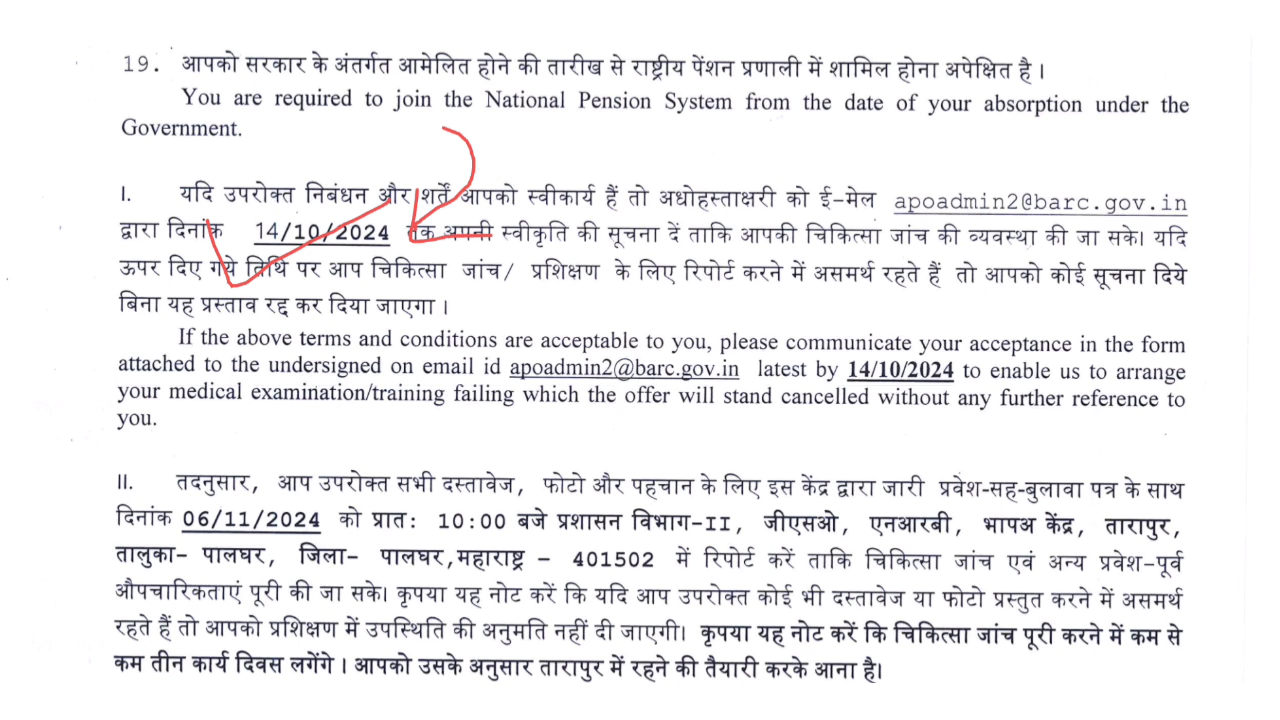 19. आपको सरकार के अंतर्गत आमेलित होने की तारीख से राष्ट्रीय पेंशन प्रणाली में शामिल होना अपेक्षित है ।
You are required to join the National Pension System from the date of your absorption under the
Government.
I. यदि उपरोक्त निबंधन और शर्तें आपको स्वीकार्य हैं तो अधोहस्ताक्षरी को ई-मेल apoadmin2@barc.gov.in
द्वारा दिनांक 14/10/2024 तक अपनी स्वीकृति की सूचना दें ताकि आपकी चिकित्सा जांच की व्यवस्था की जा सके। यदि
ऊपर दिए गये तिथि पर आप चिकित्सा जांच/ प्रशिक्षण के लिए रिपोर्ट करने में असमर्थ रहते हैं तो आपको कोई सूचना दिये
बिना यह प्रस्ताव रद्द कर दिया जाएगा ।
If the above terms and conditions are acceptable to you, please communicate your acceptance in the form
attached to the undersigned on email id apoadmin2@barc.gov.in latest by 14/10/2024 to enable us to arrange
your medical examination/training failing which the offer will stand cancelled without any further reference to
you.
II. तदनुसार, आप उपरोक्त सभी दस्तावेज, फोटो और पहचान के लिए इस केंद्र द्वारा जारी प्रवेश-सह-बुलावा पत्र के साथ
दिनांक 06/11/2024 को प्रात: 10:00 बजे प्रशासन विभाग-II, जीएसओ, एनआरबी, भापअ केंद्र, तारापुर,
तालुका- पालघर, जिला- पालघर,महाराष्ट्र - 401502 में रिपोर्ट करें ताकि चिकित्सा जांच एवं अन्य प्रवेश-पूर्व
औपचारिकताएं पूरी की जा सके। कृपया यह नोट करें कि यदि आप उपरोक्त कोई भी दस्तावेज या फोटो प्रस्तुत करने में असमर्थ
रहते हैं तो आपको प्रशिक्षण में उपस्थिति की अनुमति नहीं दी जाएगी। कृपया यह नोट करें कि चिकित्सा जांच पूरी करने में कम से
कम तीन कार्य दिवस लगेंगे । आपको उसके अनुसार तारापुर में रहने की तैयारी करके आना है।